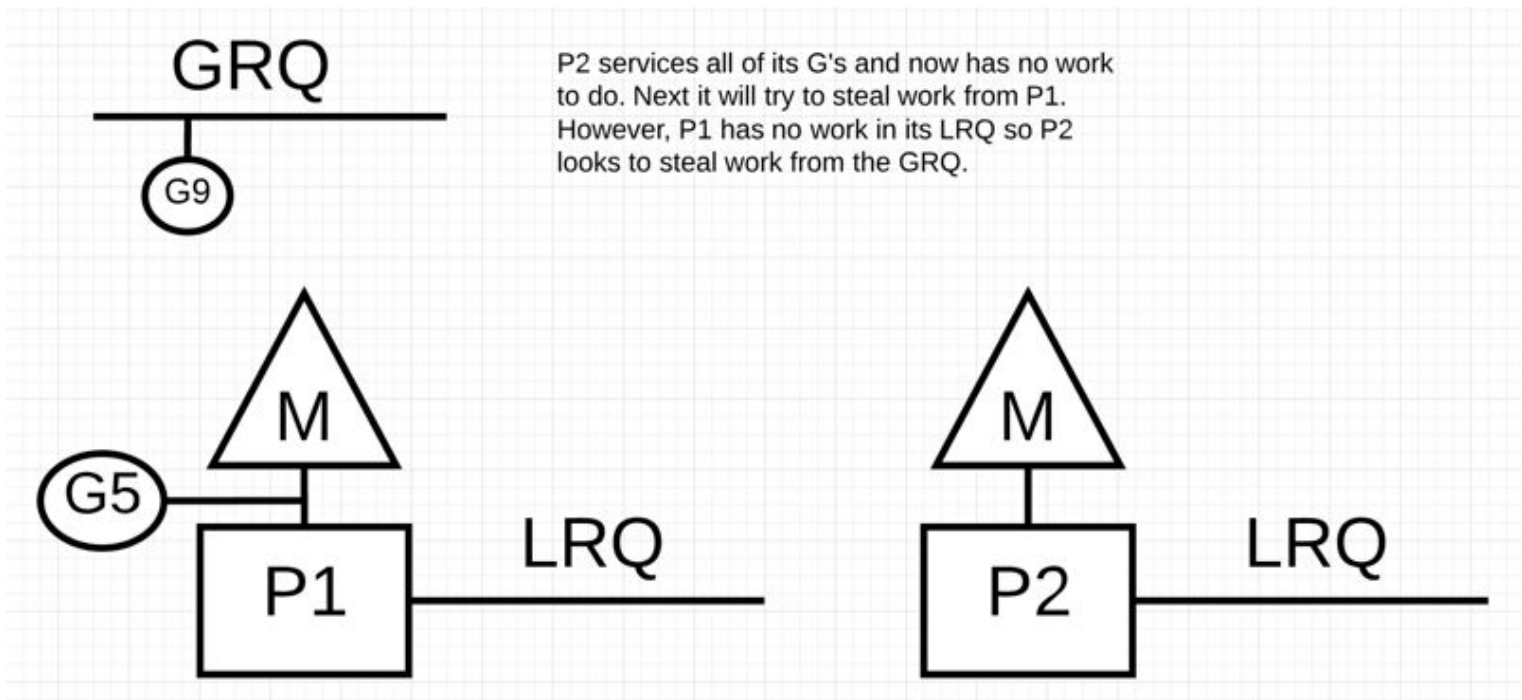 GRQ
P2 services all of its G's and now has no work
to do. Next it will try to steal work from P1.
However, P1 has no work in its LRQ so P2
looks to steal work from the GRQ.
G9
M
M
G5
LRQ
LRQ
P1
P2